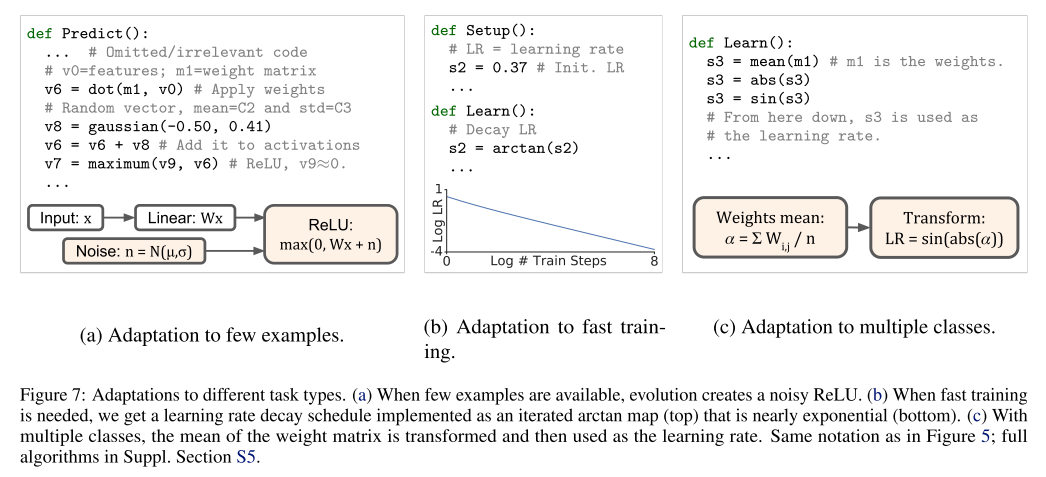 def Predict():
... # Omitted/irrelevant code
# v0=features; m1=weight matrix
v6 = dot(m1, v0) # Apply weights
# Random vector, mean=C2 and std=C3
v8 = gaussian(-0.50, 0.41)
v6 = v6 + v8 # Add it to activations
v7 = maximum(v9, v6) # ReLU, v9≈0.
...
Input: x
Linear: Wx
Noise: n = N(μ,σ)
ReLU:
max(0, Wx + n)
(a) Adaptation to few examples.
def Setup():
# LR = learning rate
s2 = 0.37 # Init. LR
...
def Learn():
# Decay LR
s2 = arctan(s2)
...
1
Log LR
-4
0
Log # Train Steps
8
(b) Adaptation to fast train-
ing.
def Learn():
s3 = mean(m1) # m1 is the weights.
s3 = abs(s3)
s3 = sin(s3)
# From here down, s3 is used as
# the learning rate.
...
Weights mean:
α = Σ Wi,j / n
Transform:
LR = sin(abs(α))
(c) Adaptation to multiple classes.
Figure 7: Adaptations to different task types. (a) When few examples are available, evolution creates a noisy ReLU. (b) When fast training
is needed, we get a learning rate decay schedule implemented as an iterated arctan map (top) that is nearly exponential (bottom). (c) With
multiple classes, the mean of the weight matrix is transformed and then used as the learning rate. Same notation as in Figure 5; full
algorithms in Suppl. Section S5.